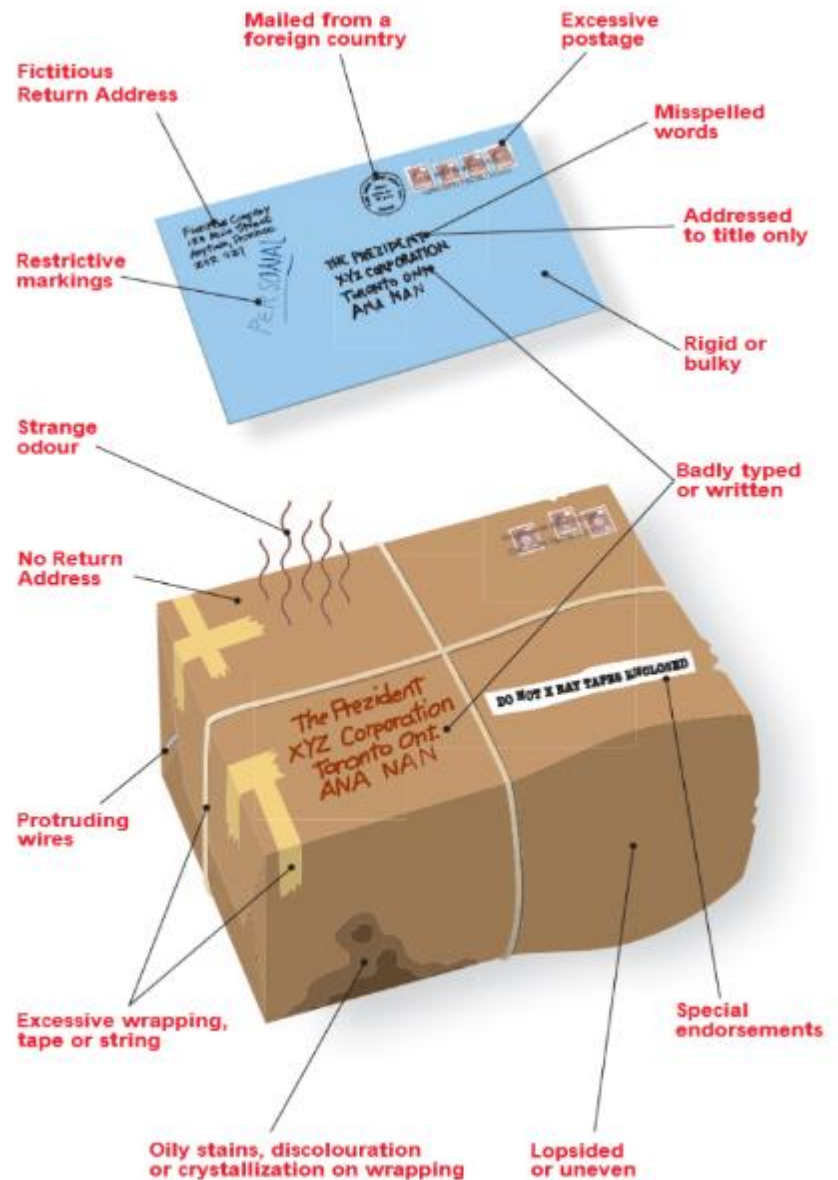 Mailed from a
foreign country
Excessive
postage
Fictitious
Return Address
Misspelled
words
Addressed
to title only
Restrictive
markings
PERSONAL
THE PREZIDENT
XYZ CORPORATION
TORONTO ONT
ANA NAN
Rigid or
bulky
Strange
odour
Badly typed
or written
No Return
Address
DO NOT X RAY TAPES ENCLOSED
The Prezident
XYZ Corporation
Toronto Ont.
ANA NAN
Protruding
wires
Excessive wrapping,
tape or string
Special
endorsements
Oily stains, discolouration
or crystallization on wrapping
Lopsided
or uneven